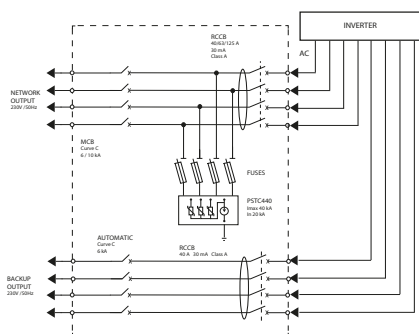 INVERTER
RCCB
40/63/125 A
30 mA
Class A
AC
NETWORK
OUTPUT
230V /50Hz
MCB
Curve C
6 / 10 kA
FUSES
PSTC440
Imax 40 kA
In 20 kA
AUTOMATIC
Curve C
6 kA
RCCB
40 A 30 mA Class A
BACKUP
OUTPUT
230V /50Hz